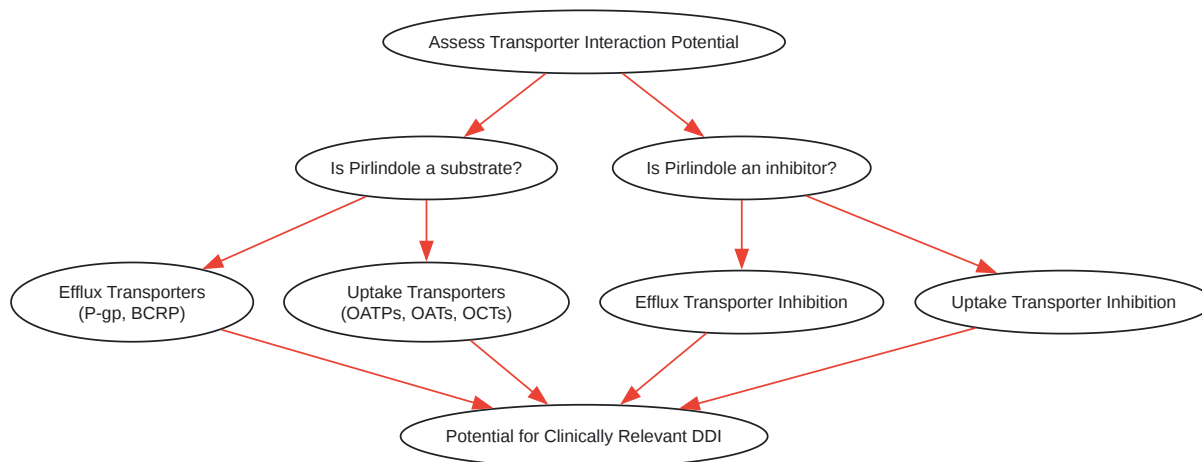 Assess Transporter Interaction Potential
Is Pirlindole a substrate?
Is Pirlindole an inhibitor?
Efflux Transporters
(P-gp, BCRP)
Uptake Transporters
(OATPs, OATs, OCTs)
Efflux Transporter Inhibition
Uptake Transporter Inhibition
Potential for Clinically Relevant DDI